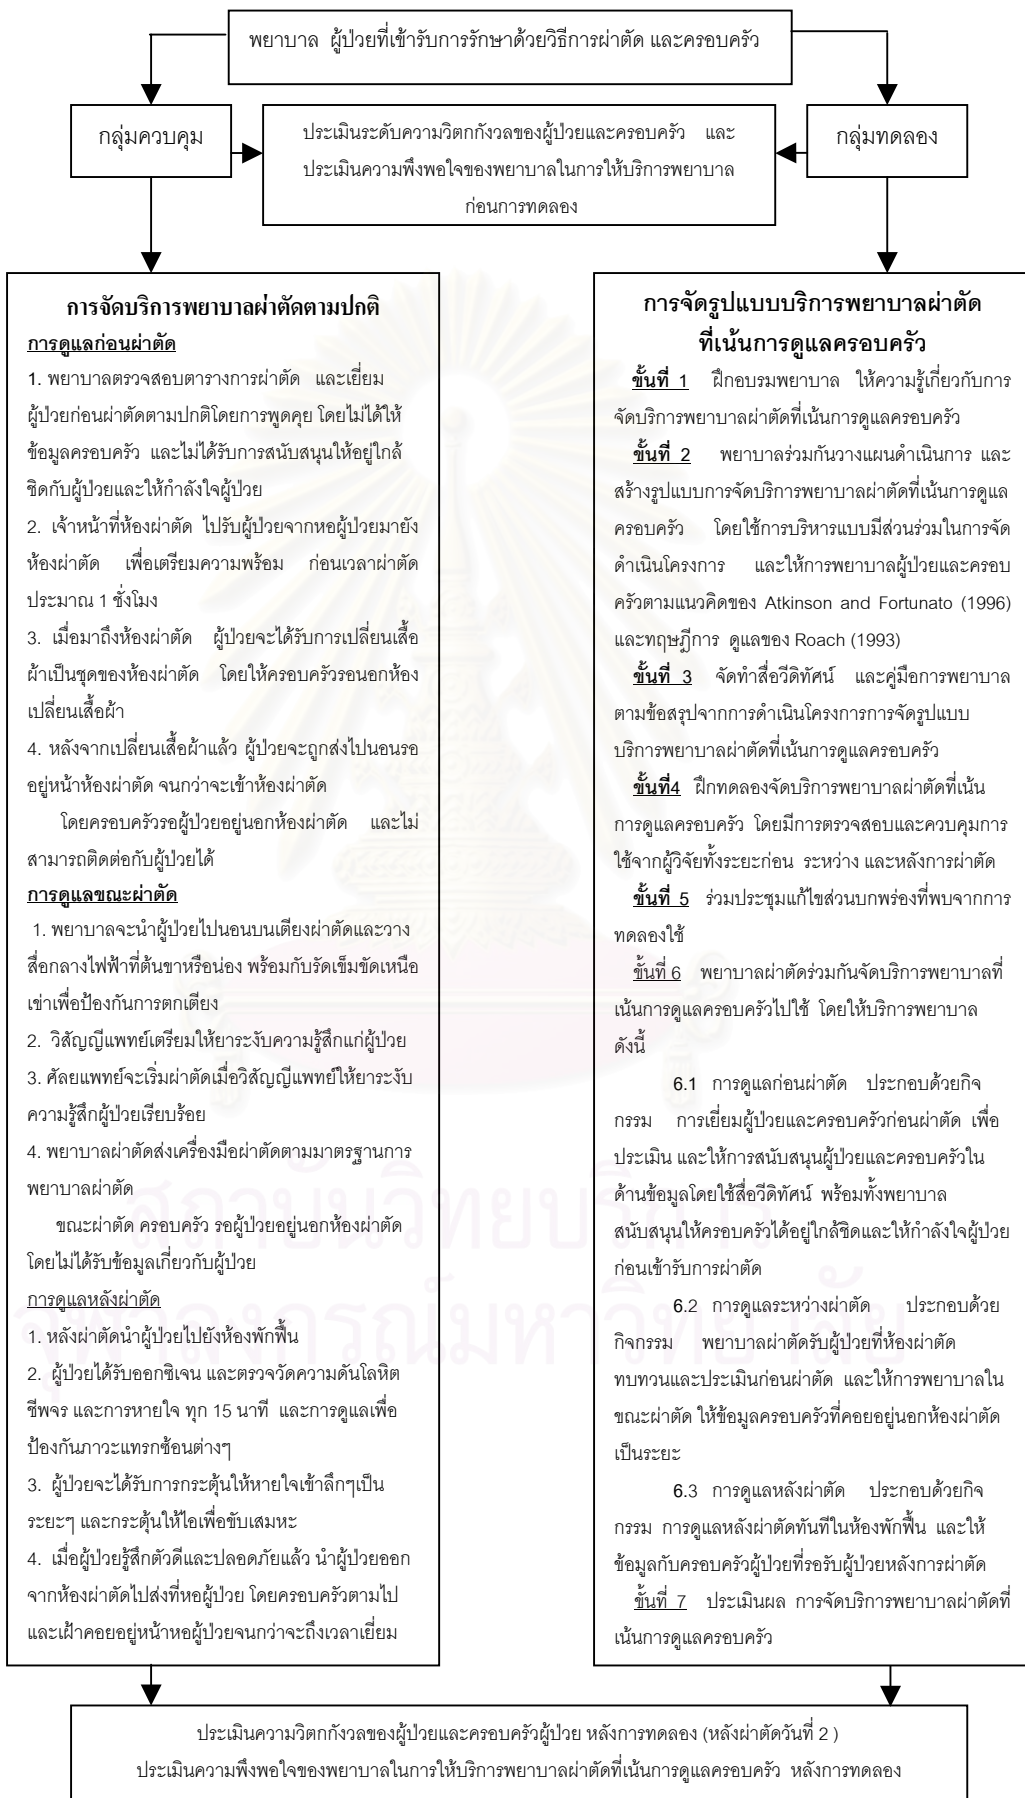 พยาบาล ผู้ป่วยที่เข้ารับการรักษาด้วยวิธีการผ่าตัด และครอบครัว
กลุ่มควบคุม
ประเมินระดับความวิตกกังวลของผู้ป่วยและครอบครัว และ
ประเมินความพึงพอใจของพยาบาลในการให้บริการพยาบาล
ก่อนการทดลอง
กลุ่มทดลอง
การจัดบริการพยาบาลผ่าตัดตามปกติ
การดูแลก่อนผ่าตัด
1. พยาบาลตรวจสอบตารางการผ่าตัด และเยี่ยม
ผู้ป่วยก่อนผ่าตัดตามปกติโดยการพูดคุย โดยไม่ได้ให้
ข้อมูลครอบครัว และไม่ได้รับการสนับสนุนให้อยู่ใกล้
ชิดกับผู้ป่วยและให้กำลังใจผู้ป่วย
2. เจ้าหน้าที่ห้องผ่าตัด ไปรับผู้ป่วยจากหอผู้ป่วยมายัง
ห้องผ่าตัด เพื่อเตรียมความพร้อม ก่อนเวลาผ่าตัด
ประมาณ 1 ชั่งโมง
3. เมื่อมาถึงห้องผ่าตัด ผู้ป่วยจะได้รับการเปลี่ยนเสื้อ
ผ้าเป็นชุดของห้องผ่าตัด โดยให้ครอบครัวรอนอกห้อง
เปลี่ยนเสื้อผ้า
4. หลังจากเปลี่ยนเสื้อผ้าแล้ว ผู้ป่วยจะถูกส่งไปนอนรอ
อยู่หน้าห้องผ่าตัด จนกว่าจะเข้าห้องผ่าตัด
โดยครอบครัวรอผู้ป่วยอยู่นอกห้องผ่าตัด และไม่
สามารถติดต่อกับผู้ป่วยได้
การดูแลขณะผ่าตัด
1. พยาบาลจะนำผู้ป่วยไปนอนบนเตียงผ่าตัดและวาง
สื่อกลางไฟฟ้าที่ต้นขาหรือน่อง พร้อมกับรัดเข็มขัดเหนือ
เข่าเพื่อป้องกันการตกเตียง
2. วิสัญญีแพทย์เตรียมให้ยาระงับความรู้สึกแก่ผู้ป่วย
3. ศัลยแพทย์จะเริ่มผ่าตัดเมื่อวิสัญญีแพทย์ให้ยาระงับ
ความรู้สึกผู้ป่วยเรียบร้อย
4. พยาบาลผ่าตัดส่งเครื่องมือผ่าตัดตามมาตรฐานการ
พยาบาลผ่าตัด
ขณะผ่าตัด ครอบครัว รอผู้ป่วยอยู่นอกห้องผ่าตัด
โดยไม่ได้รับข้อมูลเกี่ยวกับผู้ป่วย
การดูแลหลังผ่าตัด
1. หลังผ่าตัดนำผู้ป่วยไปยังห้องพักฟื้น
2. ผู้ป่วยได้รับออกซิเจน และตรวจวัดความดันโลหิต
ชีพจร และการหายใจ ทุก 15 นาที และการดูแลเพื่อ
ป้องกันภาวะแทรกซ้อนต่างๆ
3. ผู้ป่วยจะได้รับการกระตุ้นให้หายใจเข้าลึกๆเป็น
ระยะๆ และกระตุ้นให้ไอเพื่อขับเสมหะ
4. เมื่อผู้ป่วยรู้สึกตัวดีและปลอดภัยแล้ว นำผู้ป่วยออก
จากห้องผ่าตัดไปส่งที่หอผู้ป่วย โดยครอบครัวตามไป
และเฝ้าคอยอยู่หน้าหอผู้ป่วยจนกว่าจะถึงเวลาเยี่ยม
การจัดรูปแบบบริการพยาบาลผ่าตัด
ที่เน้นการดูแลครอบครัว
ขั้นที่ 1 ฝึกอบรมพยาบาล ให้ความรู้เกี่ยวกับการ
จัดบริการพยาบาลผ่าตัดที่เน้นการดูแลครอบครัว
ขั้นที่ 2 พยาบาลร่วมกันวางแผนดำเนินการ และ
สร้างรูปแบบการจัดบริการพยาบาลผ่าตัดที่เน้นการดูแล
ครอบครัว โดยใช้การบริหารแบบมีส่วนร่วมในการจัด
ดำเนินโครงการ และให้การพยาบาลผู้ป่วยและครอบ
ครัวตามแนวคิดของ Atkinson and Fortunato (1996)
และทฤษฎีการ ดูแลของ Roach (1993)
ขั้นที่ 3 จัดทำสื่อวีดิทัศน์ และคู่มือการพยาบาล
ตามข้อสรุปจากการดำเนินโครงการการจัดรูปแบบ
บริการพยาบาลผ่าตัดที่เน้นการดูแลครอบครัว
ขั้นที่4 ฝึกทดลองจัดบริการพยาบาลผ่าตัดที่เน้น
การดูแลครอบครัว โดยมีการตรวจสอบและควบคุมการ
ใช้จากผู้วิจัยทั้งระยะก่อน ระหว่าง และหลังการผ่าตัด
ขั้นที่ 5 ร่วมประชุมแก้ไขส่วนบกพร่องที่พบจากการ
ทดลองใช้
ขั้นที่ 6 พยาบาลผ่าตัดร่วมกันจัดบริการพยาบาลที่
เน้นการดูแลครอบครัวไปใช้ โดยให้บริการพยาบาล
ดังนี้
6.1 การดูแลก่อนผ่าตัด ประกอบด้วยกิจ
กรรม การเยี่ยมผู้ป่วยและครอบครัวก่อนผ่าตัด เพื่อ
ประเมิน และให้การสนับสนุนผู้ป่วยและครอบครัวใน
ด้านข้อมูลโดยใช้สื่อวีดิทัศน์ พร้อมทั้งพยาบาล
สนับสนุนให้ครอบครัวได้อยู่ใกล้ชิดและให้กำลังใจผู้ป่วย
ก่อนเข้ารับการผ่าตัด
6.2 การดูแลระหว่างผ่าตัด ประกอบด้วย
กิจกรรม พยาบาลผ่าตัดรับผู้ป่วยที่ห้องผ่าตัด
ทบทวนและประเมินก่อนผ่าตัด และให้การพยาบาลใน
ขณะผ่าตัด ให้ข้อมูลครอบครัวที่คอยอยู่นอกห้องผ่าตัด
เป็นระยะ
6.3 การดูแลหลังผ่าตัด ประกอบด้วยกิจ
กรรม การดูแลหลังผ่าตัดทันทีในห้องพักฟื้น และให้
ข้อมูลกับครอบครัวผู้ป่วยที่รอรับผู้ป่วยหลังการผ่าตัด
ขั้นที่ 7 ประเมินผล การจัดบริการพยาบาลผ่าตัดที่
เน้นการดูแลครอบครัว
สถาบันวิทยบริการ
จุฬาลงกรณ์มหาวิทยาลัย
ประเมินความวิตกกังวลของผู้ป่วยและครอบครัวผู้ป่วย หลังการทดลอง (หลังผ่าตัดวันที่ 2 )
ประเมินความพึงพอใจของพยาบาลในการให้บริการพยาบาลผ่าตัดที่เน้นการดูแลครอบครัว หลังการทดลอง